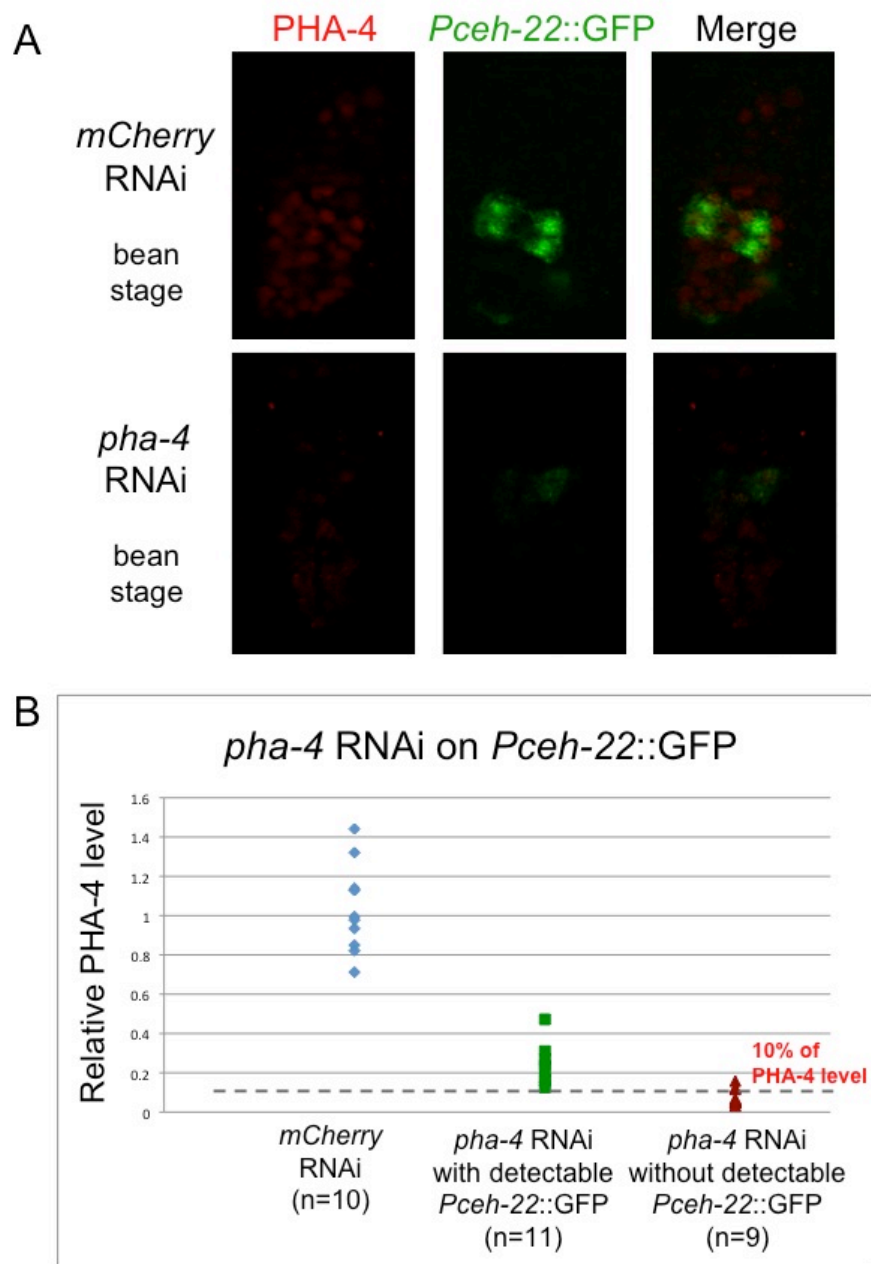 A
PHA-4 Pceh-22::GFP Merge
mCherry
RNAi
bean
stage
pha-4
RNAi
bean
stage
B
pha-4 RNAi on Pceh-22::GFP
Relative PHA-4 level
1.6
1.4
1.2
1
0.8
0.6
0.4
0.2
0
10% of
PHA-4 level
mCherry
RNAi
(n=10)
pha-4 RNAi
with detectable
Pceh-22::GFP
(n=11)
pha-4 RNAi
without detectable
Pceh-22::GFP
(n=9)